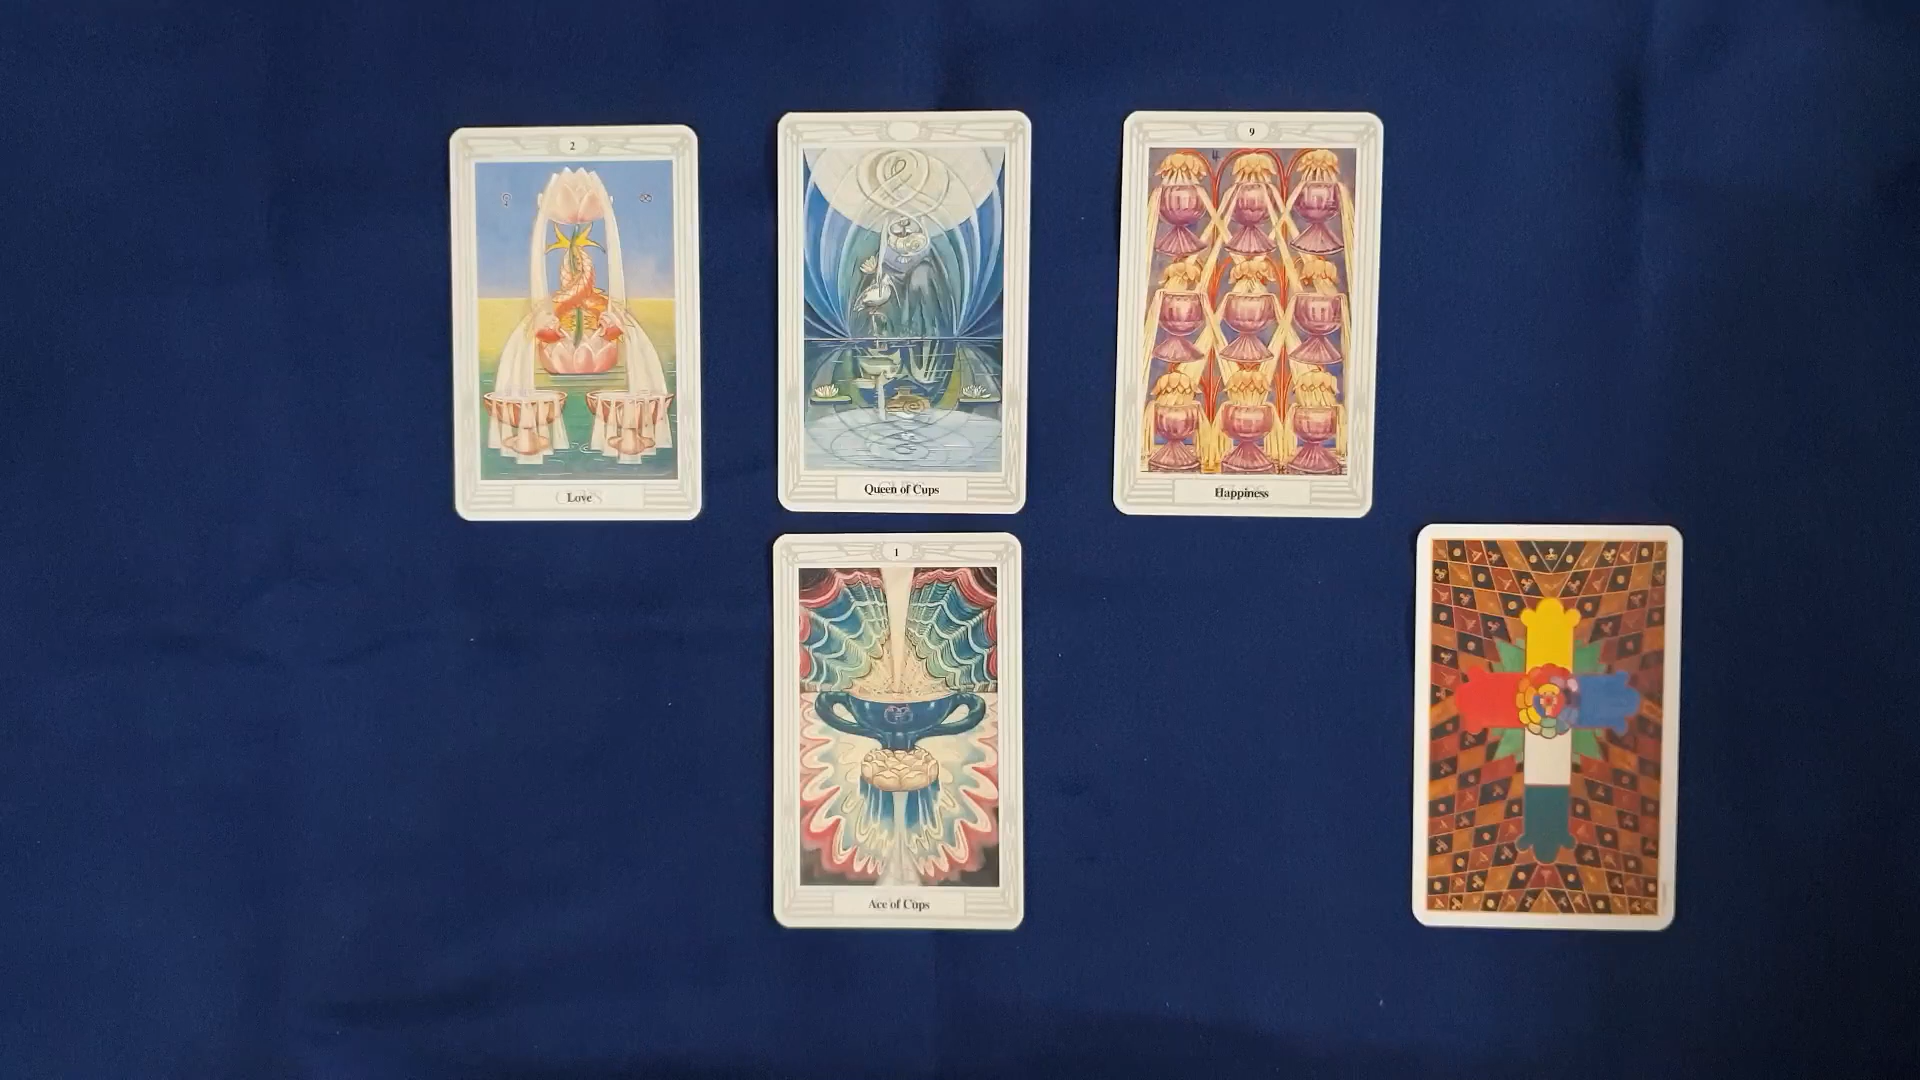 2
Love
Queen of Cups
9
Happiness
1
Ace of Cups